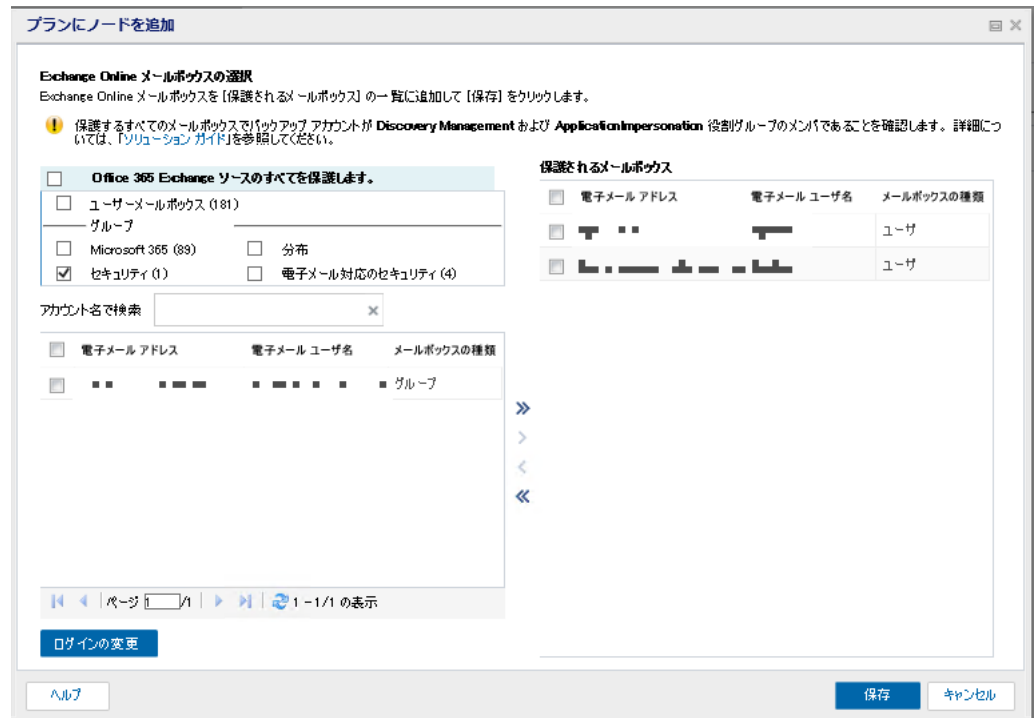 プランにノードを追加
Exchange Online メールボックスの選択
Exchange Online メールボックスを [保護されるメールボックス] の一覧に追加して [保存] をクリックします。
保護するすべてのメールボックスでバックアップ アカウントが Discovery Management および ApplicationImpersonation 役割グループのメンバであることを確認します。詳細につ
いては、「ソリューション ガイド」を参照してください。
Office 365 Exchange ソースのすべてを保護します。
ユーザーメールボックス (181)
グループ
Microsoft 365 (89) 分布
セキュリティ (1) 電子メール対応のセキュリティ (4)
アカウント名で検索
電子メール アドレス 電子メール ユーザ名 メールボックスの種類
グループ
ページ 1 /1 1 - 1/1 の表示
ログインの変更
保護されるメールボックス
電子メール アドレス 電子メール ユーザ名 メールボックスの種類
ユーザ
ユーザ
ヘルプ 保存 キャンセル